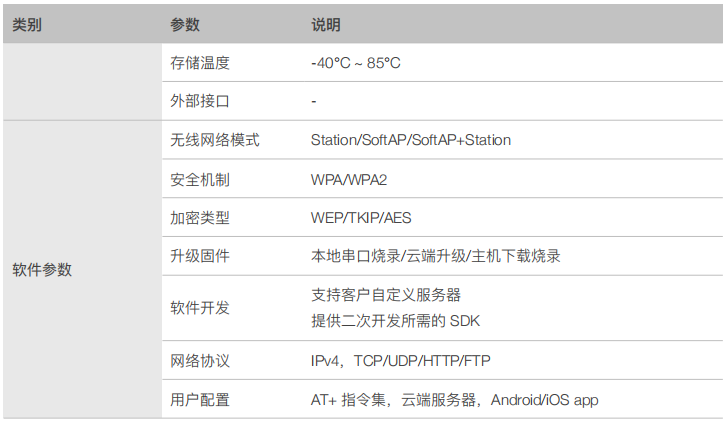 类别 参数 说明
存储温度 -40°C ~ 85°C
外部接口 -
无线网络模式 Station/SoftAP/SoftAP+Station
安全机制 WPA/WPA2
加密类型 WEP/TKIP/AES
升级固件 本地串口烧录/云端升级/主机下载烧录
软件参数
软件开发 支持客户自定义服务器
提供二次开发所需的 SDK
网络协议 IPv4，TCP/UDP/HTTP/FTP
用户配置 AT+ 指令集，云端服务器，Android/iOS app